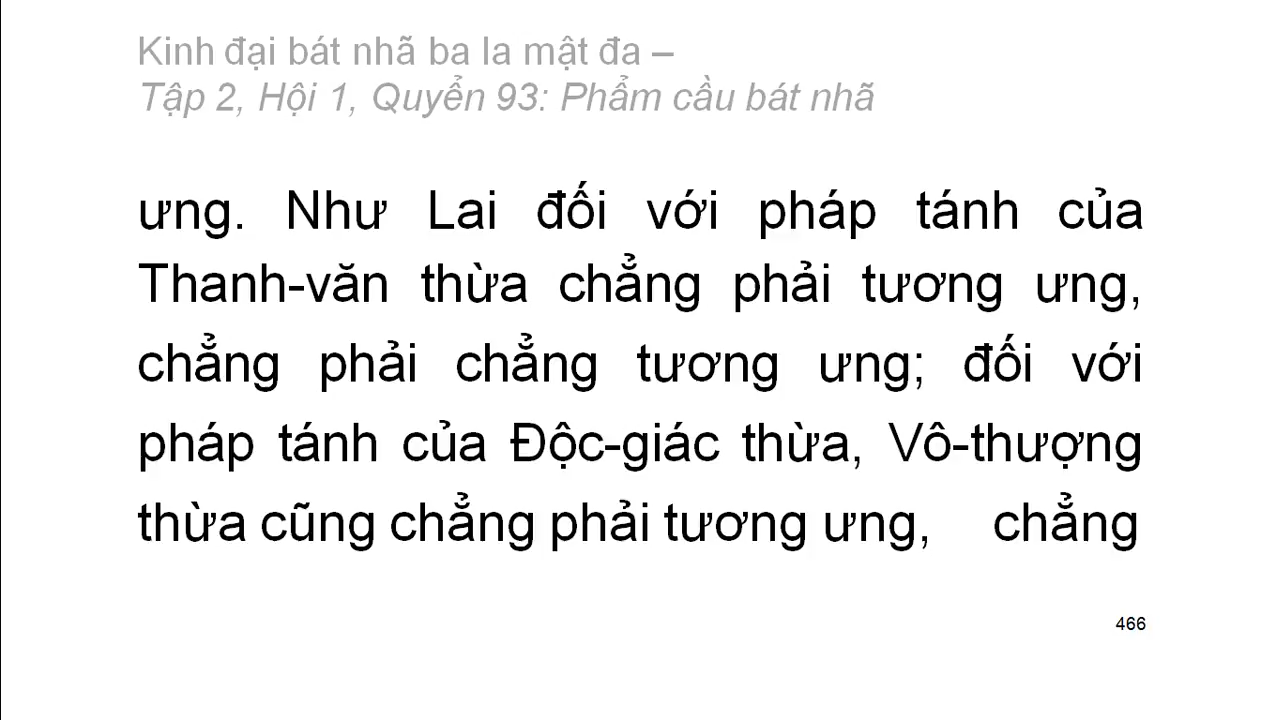 Kinh đại bát nhã ba la mật đa –
Tập 2, Hội 1, Quyển 93: Phẩm cầu bát nhã
ưng. Như Lai đối với pháp tánh của
Thanh-văn thừa chẳng phải tương ưng,
chẳng phải chẳng tương ưng; đối với
pháp tánh của Độc-giác thừa, Vô-thượng
thừa cũng chẳng phải tương ưng, chẳng
466